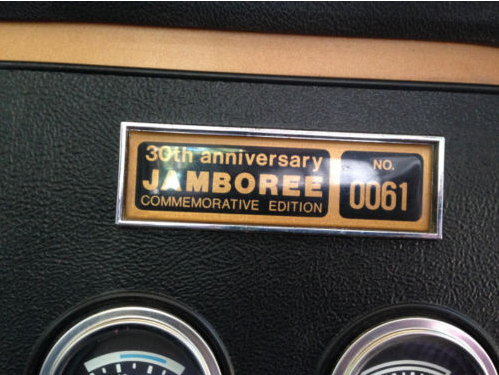 30th anniversary
JAMBOREE
COMMEMORATIVE EDITION
NO.
0061